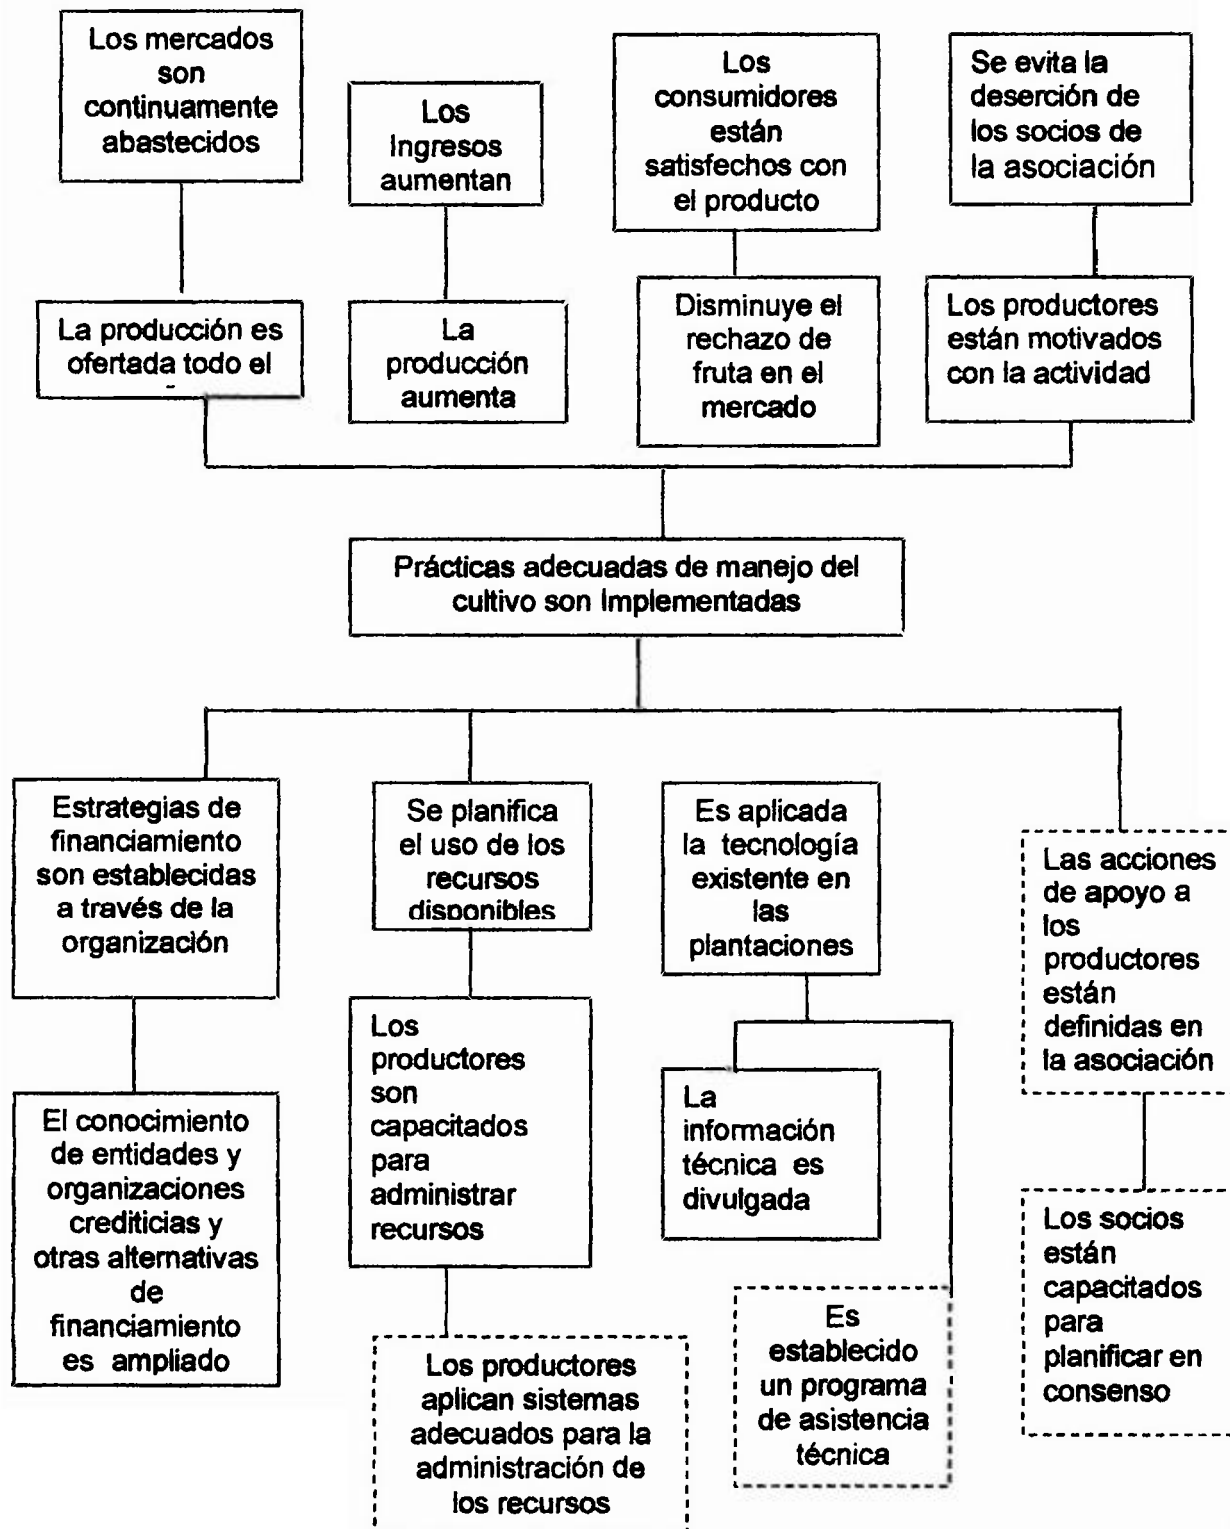 Los mercados
son
continuamente
abastecidos
Los
Ingresos
aumentan
Los
consumidores
están
satisfechos con
el producto
Se evita la
deserción de
los socios de
la asociación
La producción es
ofertada todo el
La
producción
aumenta
Disminuye el
rechazo de
fruta en el
mercado
Los productores
están motivados
con la actividad
Prácticas adecuadas de manejo del
cultivo son Implementadas
Estrategias de
financiamiento
son establecidas
a través de la
organización
Se planifica
el uso de los
recursos
disponibles
Es aplicada
la tecnología
existente en
las
plantaciones
Las acciones
de apoyo a
los
productores
están
definidas en
la asociación
El conocimiento
de entidades y
organizaciones
crediticias y
otras alternativas
de
financiamiento
es ampliado
Los
productores
son
capacitados
para
administrar
recursos
La
información
técnica es
divulgada
Los socios
están
capacitados
para
planificar en
consenso
Los productores
aplican sistemas
adecuados para la
administración de
los recursos
Es
establecido
un programa
de asistencia
técnica